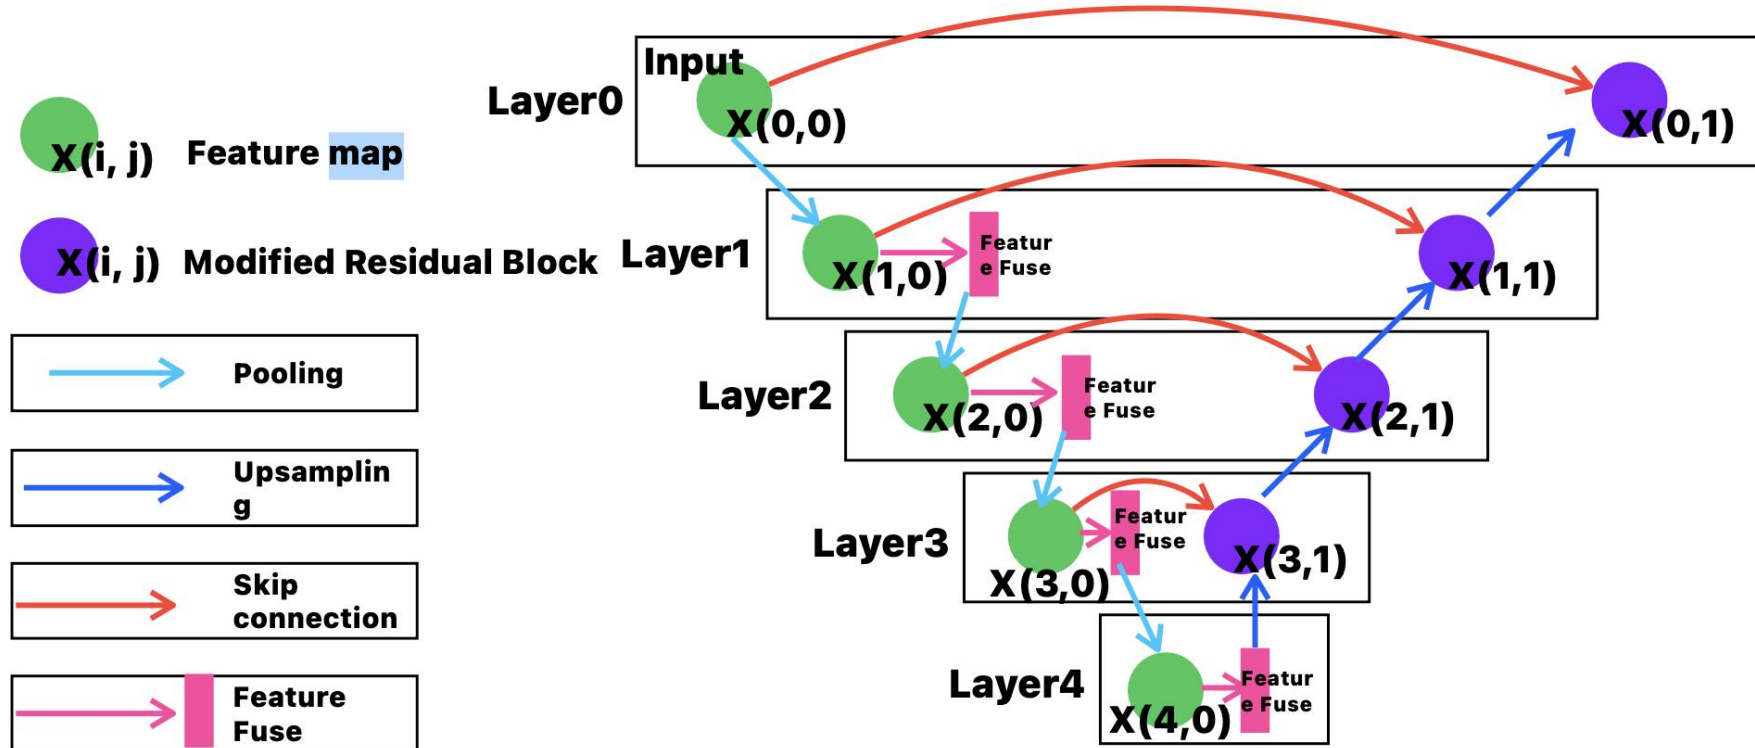 X(i, j) Feature map
X(i, j) Modified Residual Block
Pooling
Upsamplin
g
Skip
connection
Feature
Fuse
Layer0
Input
X(0,0)
X(0,1)
Layer1
X(1,0)
Featur
e Fuse
X(1,1)
Layer2
X(2,0)
Featur
e Fuse
X(2,1)
Layer3
X(3,0)
Featur
e Fuse
X(3,1)
Layer4
X(4,0)
Featur
e Fuse